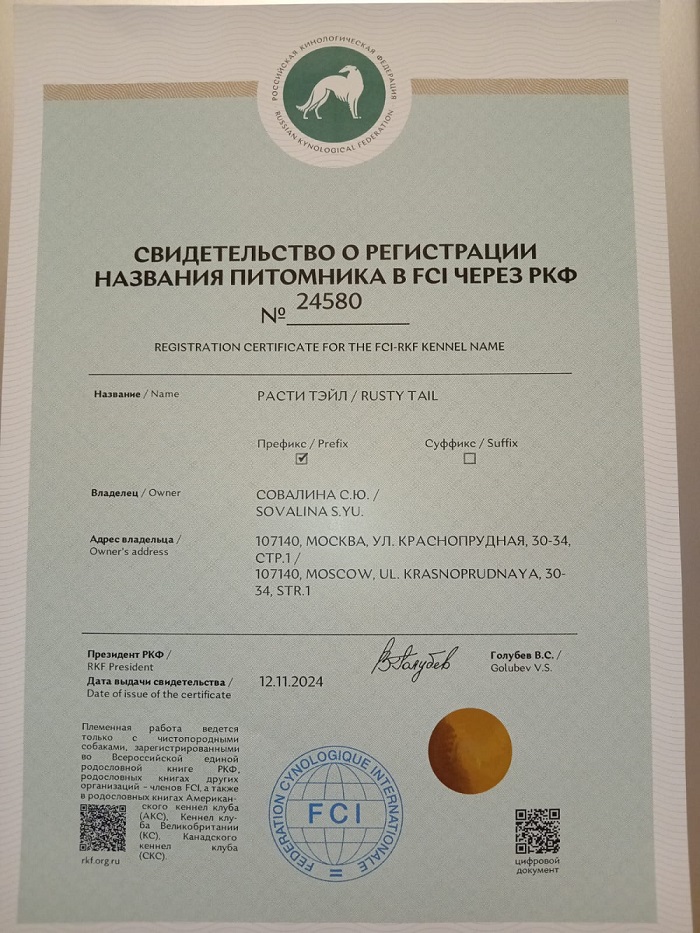 РОССИЙСКАЯ КИНОЛОГИЧЕСКАЯ ФЕДЕРАЦИЯ
RUSSIAN KYNOLOGICAL FEDERATION
СВИДЕТЕЛЬСТВО О РЕГИСТРАЦИИ
НАЗВАНИЯ ПИТОМНИКА В FCI ЧЕРЕЗ РКФ
№ 24580
REGISTRATION CERTIFICATE FOR THE FCI-RKF KENNEL NAME
Название / Name
РАСТИ ТЭЙЛ / RUSTY TAIL
Префикс / Prefix
Суффикс / Suffix
Владелец / Owner
СОВАЛИНА С.Ю. /
SOVALINA S.YU.
Адрес владельца /
Owner's address
107140, МОСКВА, УЛ. КРАСНОПРУДНАЯ, 30-34,
СТР.1 /
107140, MOSCOW, UL. KRASNOPRUDNAYA, 30-
34, STR.1
Президент РКФ /
RKF President
В Голубев
Голубев В.С. /
Golubev V.S.
Дата выдачи свидетельства /
Date of issue of the certificate
12.11.2024
Племенная работа ведется
только с чистопородными
собаками, зарегистрированными
во Всероссийской единой
родословной книге РКФ,
родословных книгах других
организаций - членов FCI, а также
в родословных книгах Американ-
ского кеннел клуба
(АКС). Кеннел клу-
ба Великобритании
(КС). Канадского
кеннел клуба
(СКС).
rkf.org.ru
FEDERATION CYNOLOGIQUE INTERNATIONALE
FCI
цифровой
документ